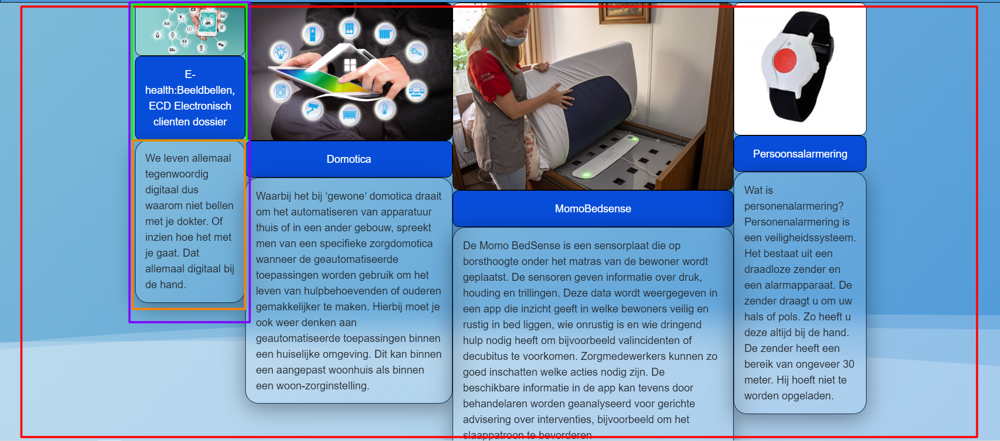 E-
health:Beeldbellen,
ECD Electronisch
clienten dossier
We leven allemaal
tegenwoordig
digitaal dus
waarom niet bellen
met je dokter. Of
inzien hoe het met
je gaat. Dat
allemaal digitaal bij
de hand.
Domotica
Waarbij het bij ‘gewone’ domotica draait
om het automatiseren van apparatuur
thuis of in een ander gebouw, spreekt
men van een specifieke zorgdomotica
wanneer de geautomatiseerde
toepassingen worden gebruik om het
leven van hulpbehoevenden of ouderen
gemakkelijker te maken. Hierbij moet je
ook weer denken aan
geautomatiseerde toepassingen binnen
een huiselijke omgeving. Dit kan binnen
een aangepast woonhuis als binnen
een woon-zorginstelling.
MomoBedsense
De Momo BedSense is een sensorplaat die op
borsthoogte onder het matras van de bewoner wordt
geplaatst. De sensoren geven informatie over druk,
houding en trillingen. Deze data wordt weergegeven in
een app die inzicht geeft in welke bewoners veilig en
rustig in bed liggen, wie onrustig is en wie dringend
hulp nodig heeft om bijvoorbeeld valincidenten of
decubitus te voorkomen. Zorgmedewerkers kunnen zo
goed inschatten welke acties nodig zijn. De
beschikbare informatie in de app kan tevens door
behandelaren worden geanalyseerd voor gerichte
advisering over interventies, bijvoorbeeld om het
slaappatroon te bevorderen
Persoonsalarmering
Wat is
personenalarmering?
Personenalarmering is
een veiligheidssysteem.
Het bestaat uit een
draadloze zender en
een alarmapparaat. De
zender draagt u om uw
hals of pols. Zo heeft u
deze altijd bij de hand.
De zender heeft een
bereik van ongeveer 30
meter. Hij hoeft niet te
worden opgeladen.